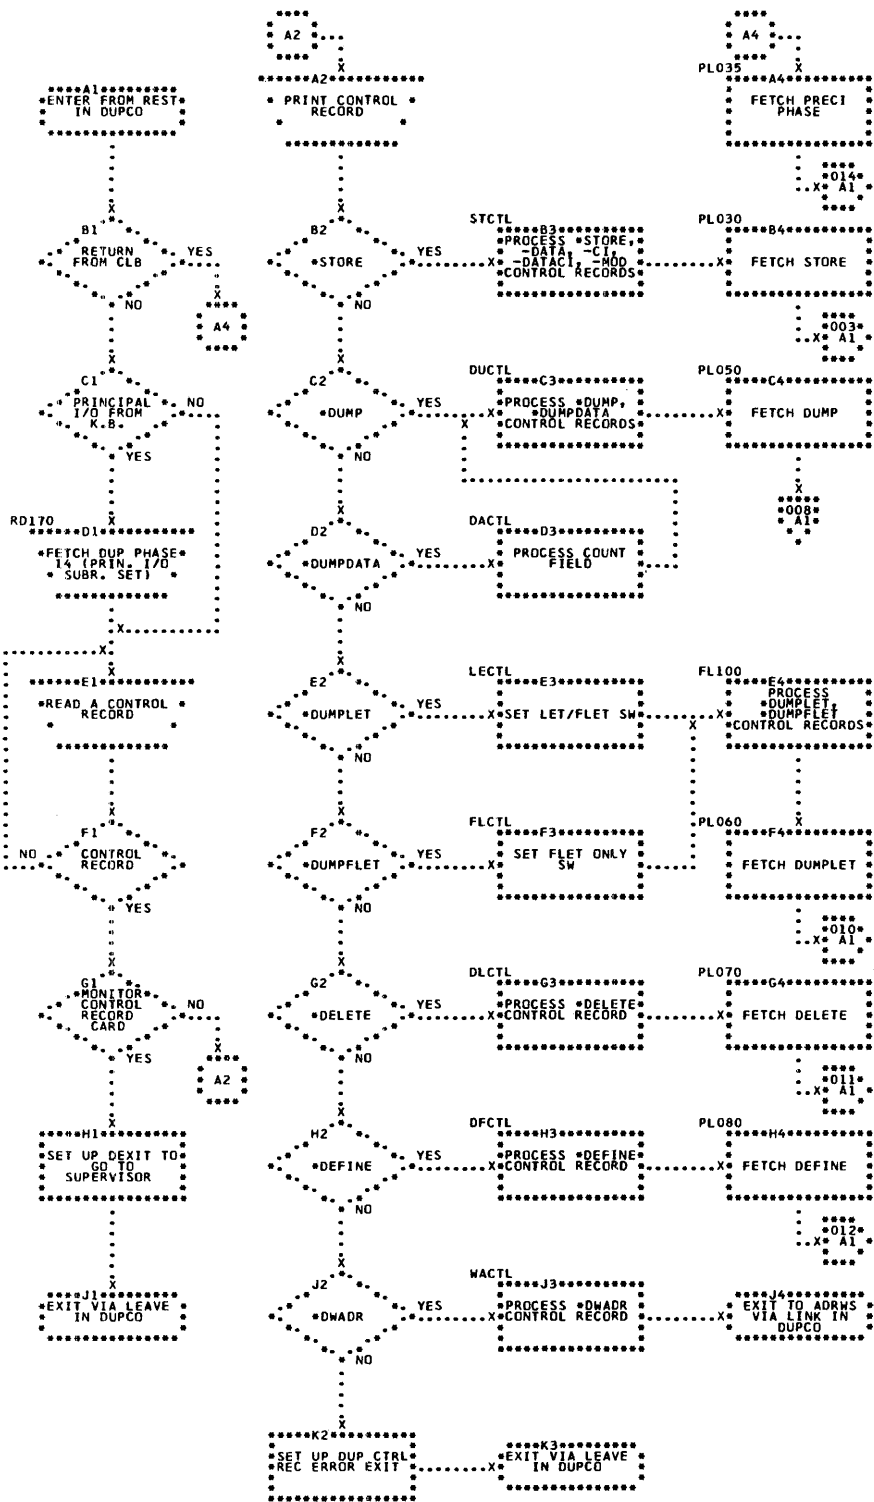 A2
A4
PL035
A1
ENTER FROM REST
IN DUPCO
A2
PRINT CONTROL
RECORD
A4
FETCH PRECI
PHASE
014
A1
B1
RETURN
FROM CLB
YES
NO
A4
B2
*STORE
YES
NO
STCTL
B3
PROCESS *STORE,
-DATA, -CI,
-DATACI, -MOD
CONTROL RECORDS
PL030
B4
FETCH STORE
003
A1
C1
PRINCIPAL
I/O FROM
K.B.
NO
YES
C2
*DUMP
YES
NO
DUCTL
C3
PROCESS *DUMP,
*DUMPDATA
CONTROL RECORDS
PL050
C4
FETCH DUMP
008
A1
RD170
D1
FETCH DUP PHASE
14 (PRIN. I/O
SUBR. SET)
D2
*DUMPDATA
YES
NO
DACTL
D3
PROCESS COUNT
FIELD
E1
READ A CONTROL
RECORD
E2
*DUMPLET
YES
NO
LECTL
E3
SET LET/FLET SW
FL100
E4
PROCESS
*DUMPLET,
*DUMPFLET
CONTROL RECORDS
F1
CONTROL
RECORD
NO
YES
F2
*DUMPFLET
YES
NO
FLCTL
F3
SET FLET ONLY
SW
PL060
F4
FETCH DUMPLET
010
A1
G1
MONITOR
CONTROL
RECORD
CARD
NO
YES
A2
G2
*DELETE
YES
NO
DLCTL
G3
PROCESS *DELETE
CONTROL RECORD
PL070
G4
FETCH DELETE
011
A1
H1
SET UP DEXIT TO
GO TO
SUPERVISOR
H2
*DEFINE
YES
NO
DFCTL
H3
PROCESS *DEFINE
CONTROL RECORD
PL080
H4
FETCH DEFINE
012
A1
J1
EXIT VIA LEAVE
IN DUPCO
J2
*DWADR
YES
NO
WACTL
J3
PROCESS *DWADR
CONTROL RECORD
J4
EXIT TO ADRWS
VIA LINK IN
DUPCO
K2
SET UP DUP CTRL
REC ERROR EXIT
K3
EXIT VIA LEAVE
IN DUPCO